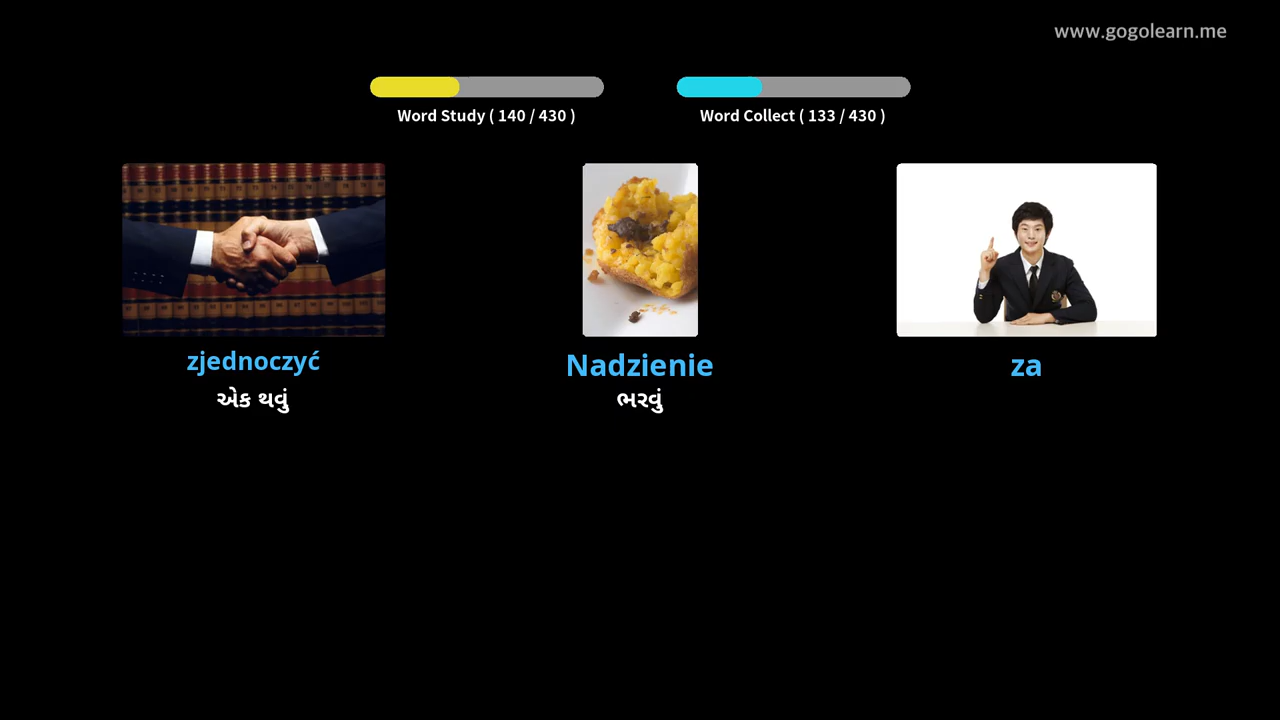 www.gogolearn.me
Word Study ( 140 / 430 )
Word Collect ( 133 / 430 )
zjednoczyć
એક થવું
Nadzienie
ભરવું
za